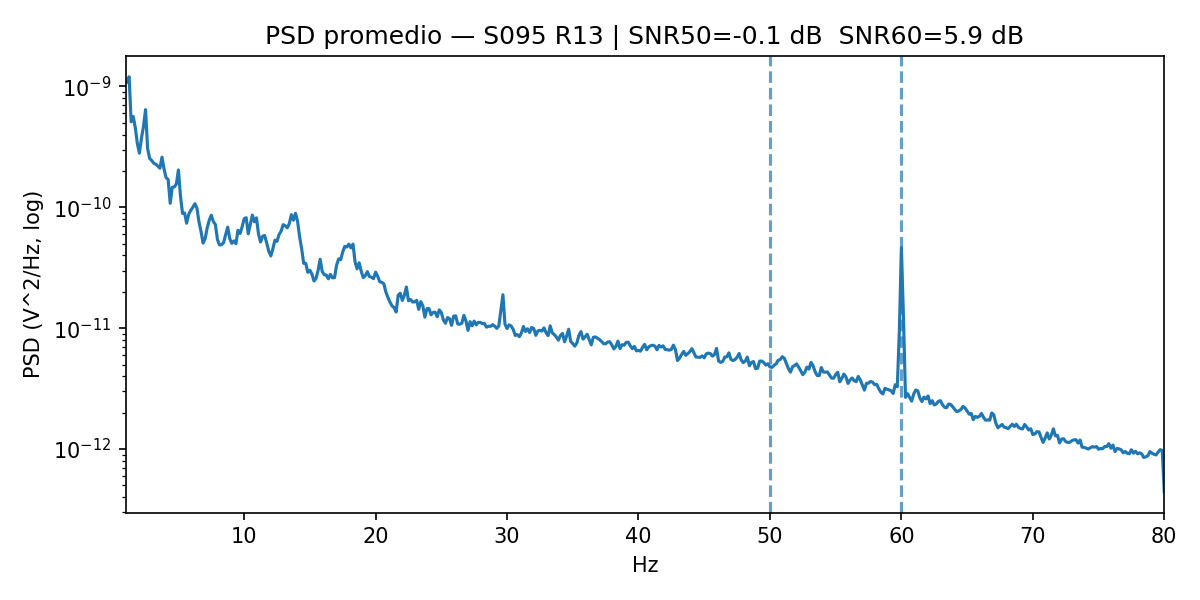 PSD promedio — S095 R13 | SNR50=-0.1 dB  SNR60=5.9 dB
PSD (V^2/Hz, log)
10⁻⁹
10⁻¹⁰
10⁻¹¹
10⁻¹²
10 20 30 40 50 60 70 80
Hz